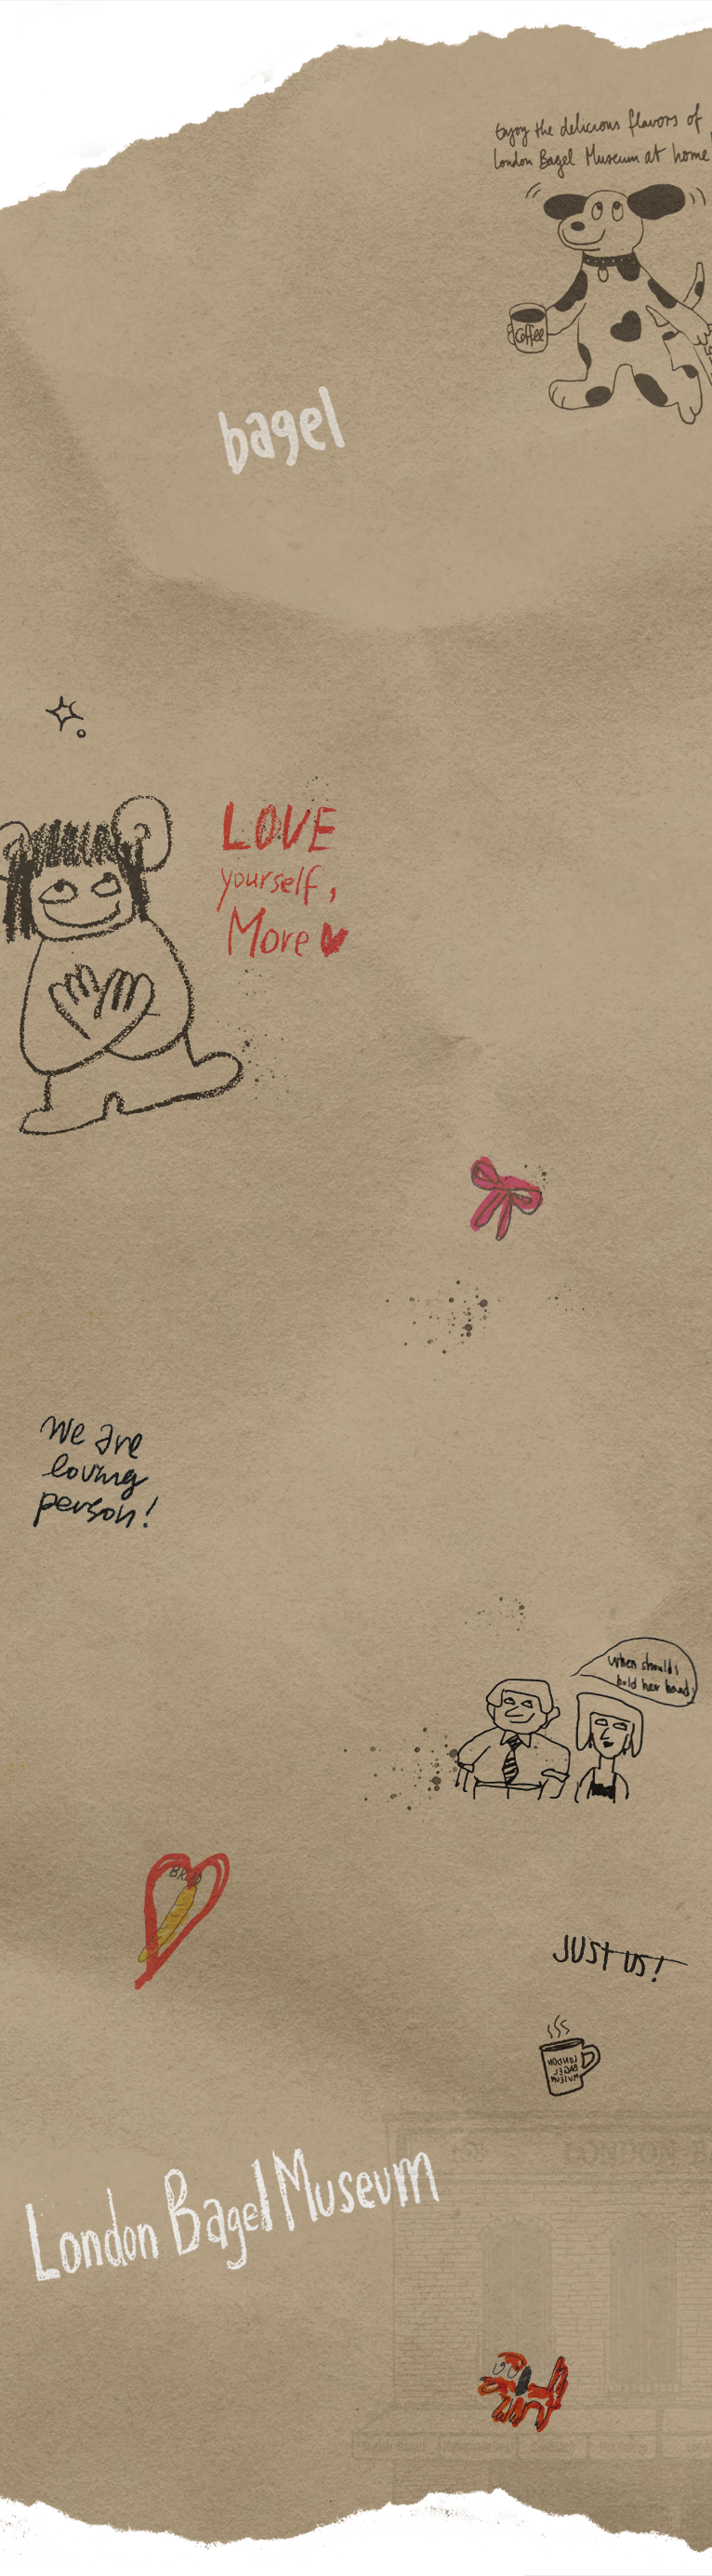 Enjoy the delicious flavors of
London Bagel Museum at home
Coffee
bagel
LOVE
yourself,
More
We are
loving
person!
When should i
hold her hand
BREAD
JUST US!
LONDON
BAGEL
MUSEUM
LONDON BA
London Bagel Museum